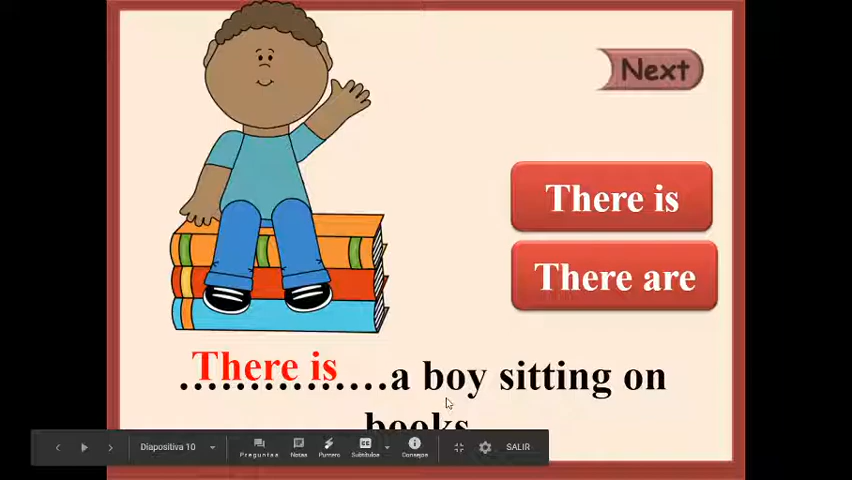 Next
There is
There are
There is
................a boy sitting on
books
Diapositiva 10
Preguntas
Notas
Puntero
Subtítulos
Consejos
SALIR